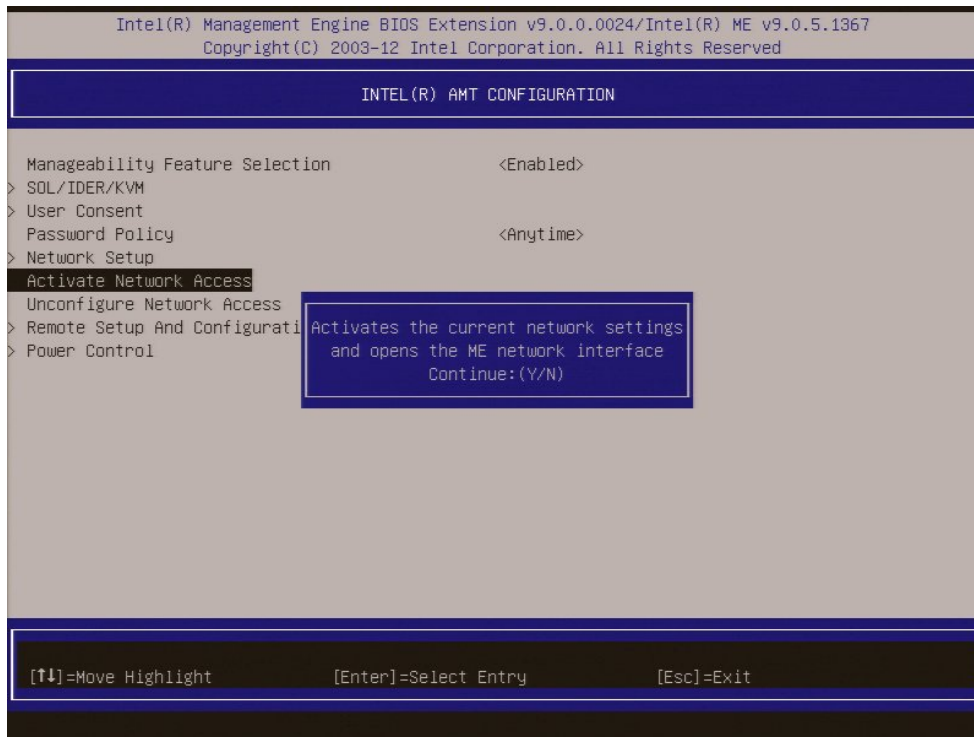 Intel(R) Management Engine BIOS Extension v9.0.0.0024/Intel(R) ME v9.0.5.1367
Copyright(C) 2003-12 Intel Corporation. All Rights Reserved
INTEL(R) AMT CONFIGURATION
Manageability Feature Selection <Enabled>
> SOL/IDER/KVM
> User Consent
Password Policy <Anytime>
> Network Setup
Activate Network Access
Unconfigure Network Access
> Remote Setup And Configurati
> Power Control
Activates the current network settings
and opens the ME network interface
Continue:(Y/N)
[↑↓]=Move Highlight [Enter]=Select Entry [Esc]=Exit